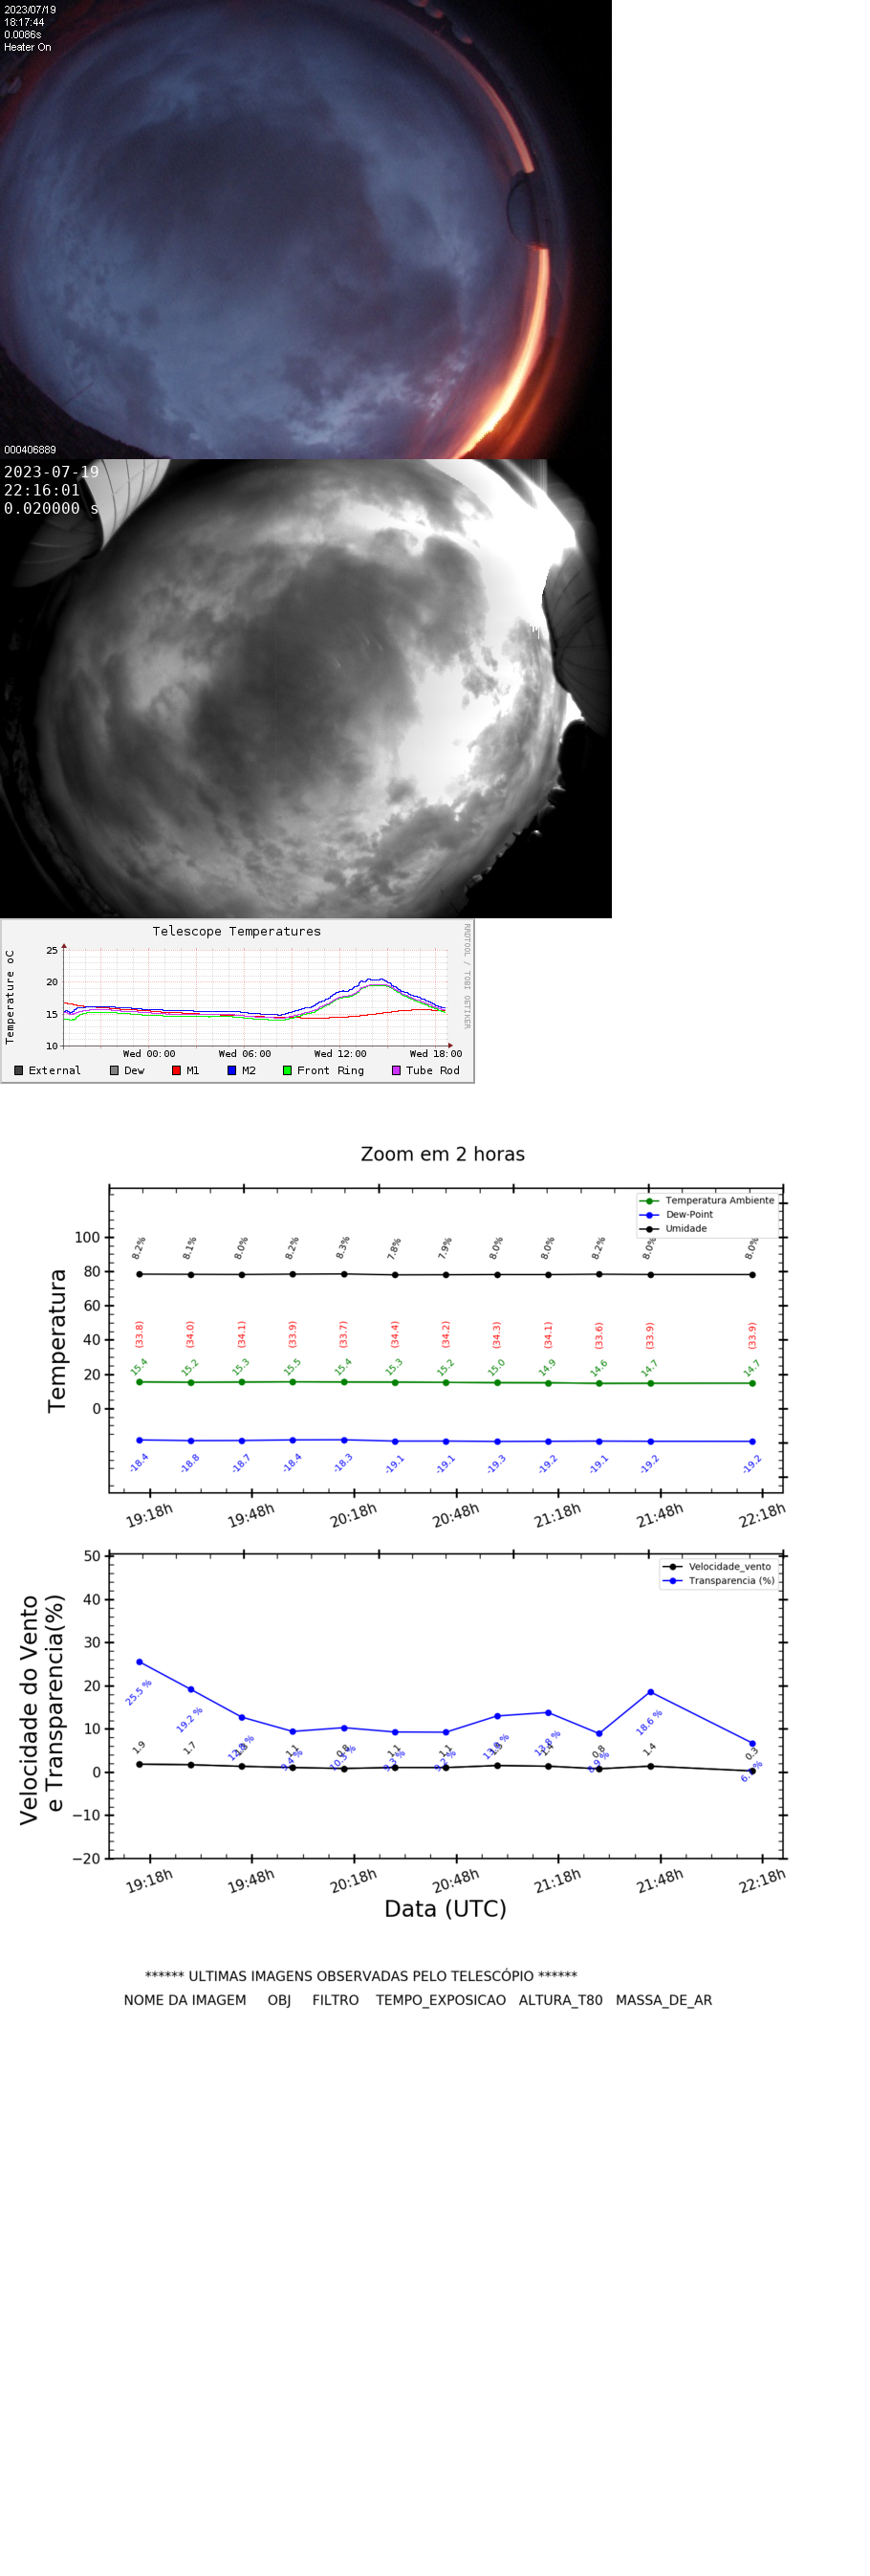 2023/07/19
18:17:44
0.0086s
Heater On
000406889
2023-07-19
22:16:01
0.020000 s
Telescope Temperatures
RRDTOOL / TOBI OETIKER
Temperature oC
25
20
15
10
Wed 00:00 Wed 06:00 Wed 12:00 Wed 18:00
External Dew M1 M2 Front Ring Tube Rod
Zoom em 2 horas
Temperatura Ambiente
Dew-Point
Umidade
Temperatura
100
80
60
40
20
0
8.2% 8.1% 8.0% 8.2% 8.3% 7.8% 7.9% 8.0% 8.0% 8.2% 8.0% 8.0%
(33.8) (34.0) (34.1) (33.9) (33.7) (34.4) (34.2) (34.3) (34.1) (33.6) (33.9) (33.9)
15.4 15.2 15.3 15.5 15.4 15.3 15.2 15.0 14.9 14.6 14.7 14.7
-18.4 -18.8 -18.7 -18.4 -18.3 -19.1 -19.1 -19.3 -19.2 -19.1 -19.2 -19.2
19:18h 19:48h 20:18h 20:48h 21:18h 21:48h 22:18h
Velocidade_vento
Transparencia (%)
Velocidade do Vento
e Transparencia(%)
50
40
30
20
10
0
−10
−20
25.5 % 19.2 % 18.6 %
1.9 1.7 1.1 1.1 1.1 0.8 1.4 0.3
19:18h 19:48h 20:18h 20:48h 21:18h 21:48h 22:18h
Data (UTC)
****** ULTIMAS IMAGENS OBSERVADAS PELO TELESCÓPIO ******
NOME DA IMAGEM OBJ FILTRO TEMPO_EXPOSICAO ALTURA_T80 MASSA_DE_AR